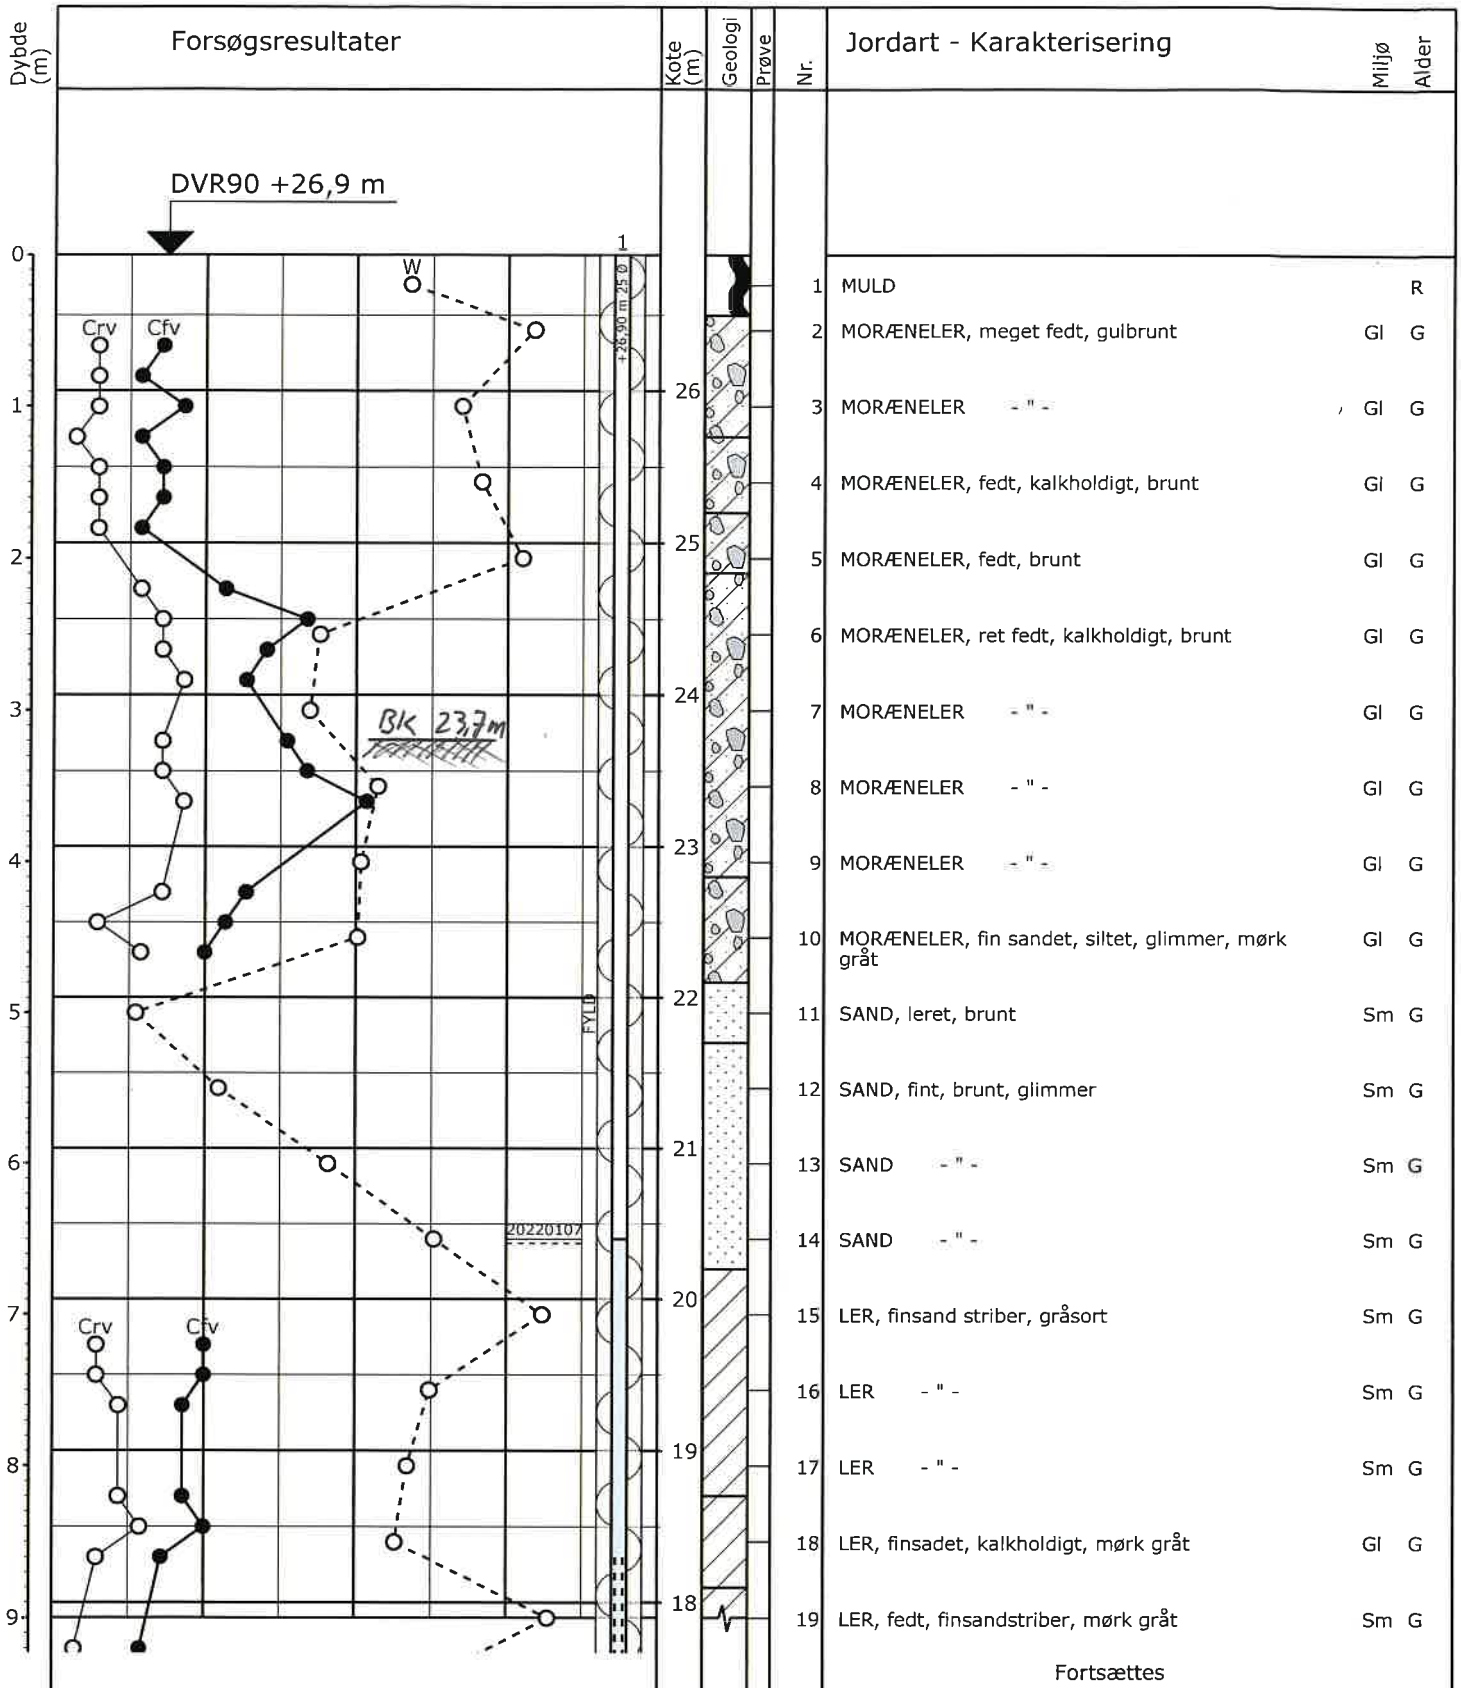 Dybde (m)
Forsøgsresultater
Kote (m)
Geologi
Prøve
Nr.
Jordart - Karakterisering
Miljø
Alder
DVR90 +26,9 m
1
+26,90 m 25 Ø
W
Crv Cfv
0
1
2
3
4
5
6
7
8
9
BK 23,7m
FYLD
20220107
Crv Cfv
26
25
24
23
22
21
20
19
18
1 MULD R
2 MORÆNELER, meget fedt, gulbrunt Gl G
3 MORÆNELER - " - Gl G
4 MORÆNELER, fedt, kalkholdigt, brunt Gl G
5 MORÆNELER, fedt, brunt Gl G
6 MORÆNELER, ret fedt, kalkholdigt, brunt Gl G
7 MORÆNELER - " - Gl G
8 MORÆNELER - " - Gl G
9 MORÆNELER - " - Gl G
10 MORÆNELER, fin sandet, siltet, glimmer, mørk Gl G
gråt
11 SAND, leret, brunt Sm G
12 SAND, fint, brunt, glimmer Sm G
13 SAND - " - Sm G
14 SAND - " - Sm G
15 LER, finsand striber, gråsort Sm G
16 LER - " - Sm G
17 LER - " - Sm G
18 LER, finsadet, kalkholdigt, mørk gråt Gl G
19 LER, fedt, finsandstriber, mørk gråt Sm G
Fortsættes